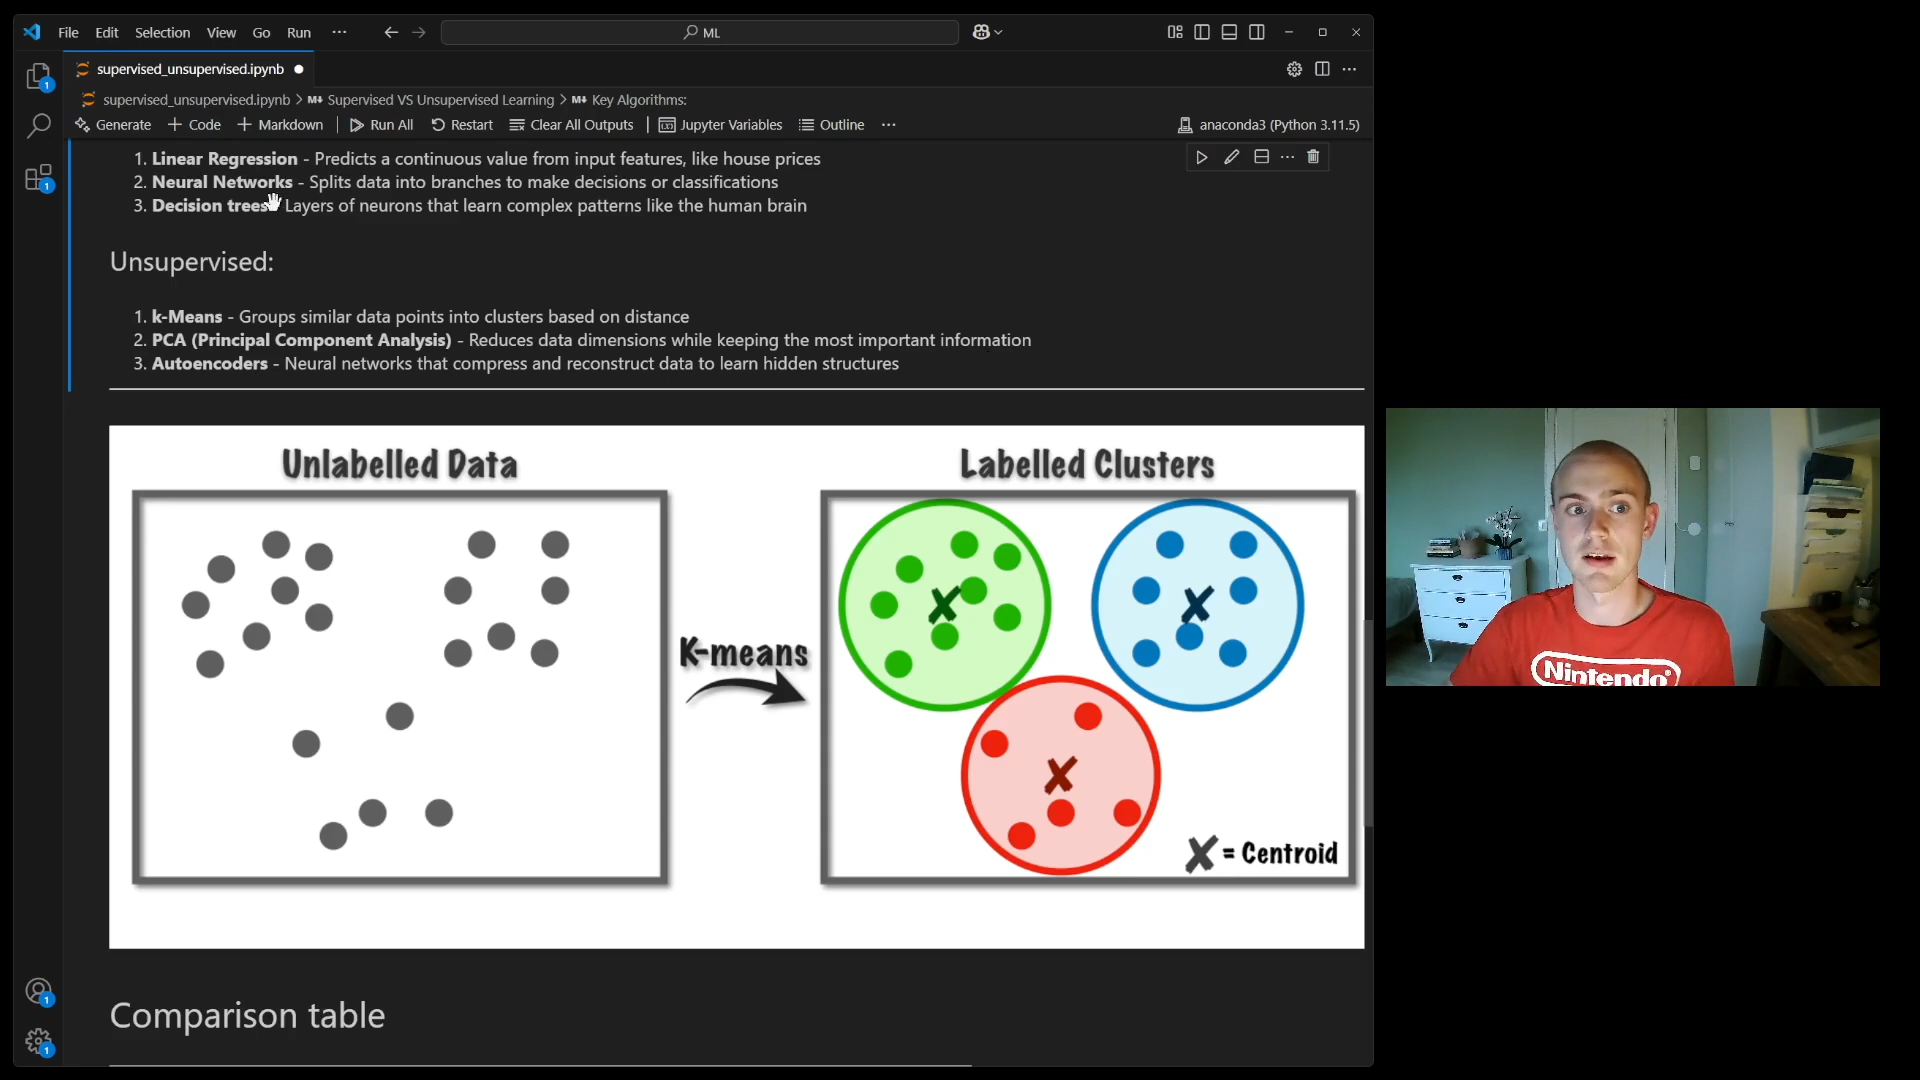 File Edit Selection View Go Run ··· ML
supervised_unsupervised.ipynb
supervised_unsupervised.ipynb > M↓ Supervised VS Unsupervised Learning > M↓ Key Algorithms:
Generate + Code + Markdown Run All Restart Clear All Outputs Jupyter Variables Outline ··· anaconda3 (Python 3.11.5)
1. Linear Regression - Predicts a continuous value from input features, like house prices
2. Neural Networks - Splits data into branches to make decisions or classifications
3. Decision trees Layers of neurons that learn complex patterns like the human brain
Unsupervised:
1. k-Means - Groups similar data points into clusters based on distance
2. PCA (Principal Component Analysis) - Reduces data dimensions while keeping the most important information
3. Autoencoders - Neural networks that compress and reconstruct data to learn hidden structures
Unlabelled Data
Labelled Clusters
K-means
X = Centroid
Comparison table
1
1
1
1
Nintendo